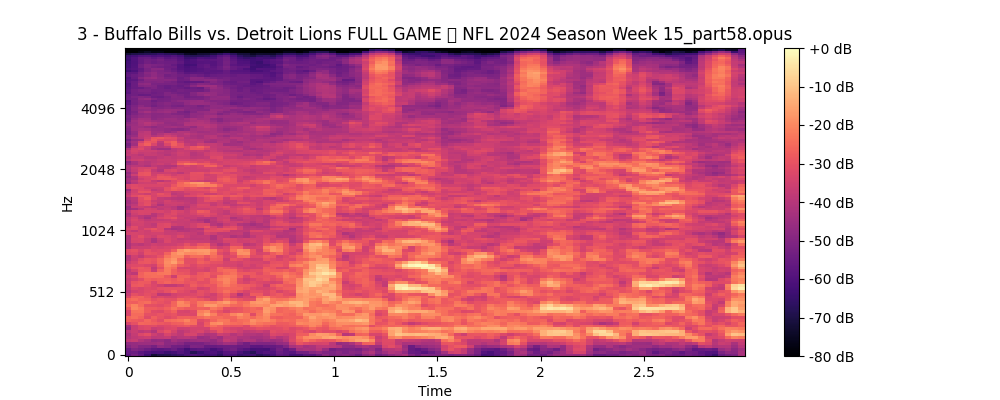 3 - Buffalo Bills vs. Detroit Lions FULL GAME ▯ NFL 2024 Season Week 15_part58.opus
+0 dB
4096
-10 dB
-20 dB
2048
-30 dB
Hz
-40 dB
1024
-50 dB
512
-60 dB
-70 dB
0
-80 dB
0 0.5 1 1.5 2 2.5
Time